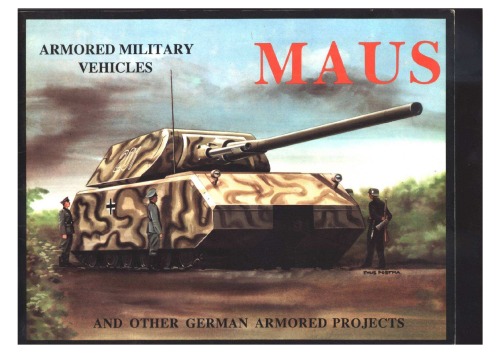 ARMORED MILITARY
VEHICLES
MAUS
AND OTHER GERMAN ARMORED PROJECTS